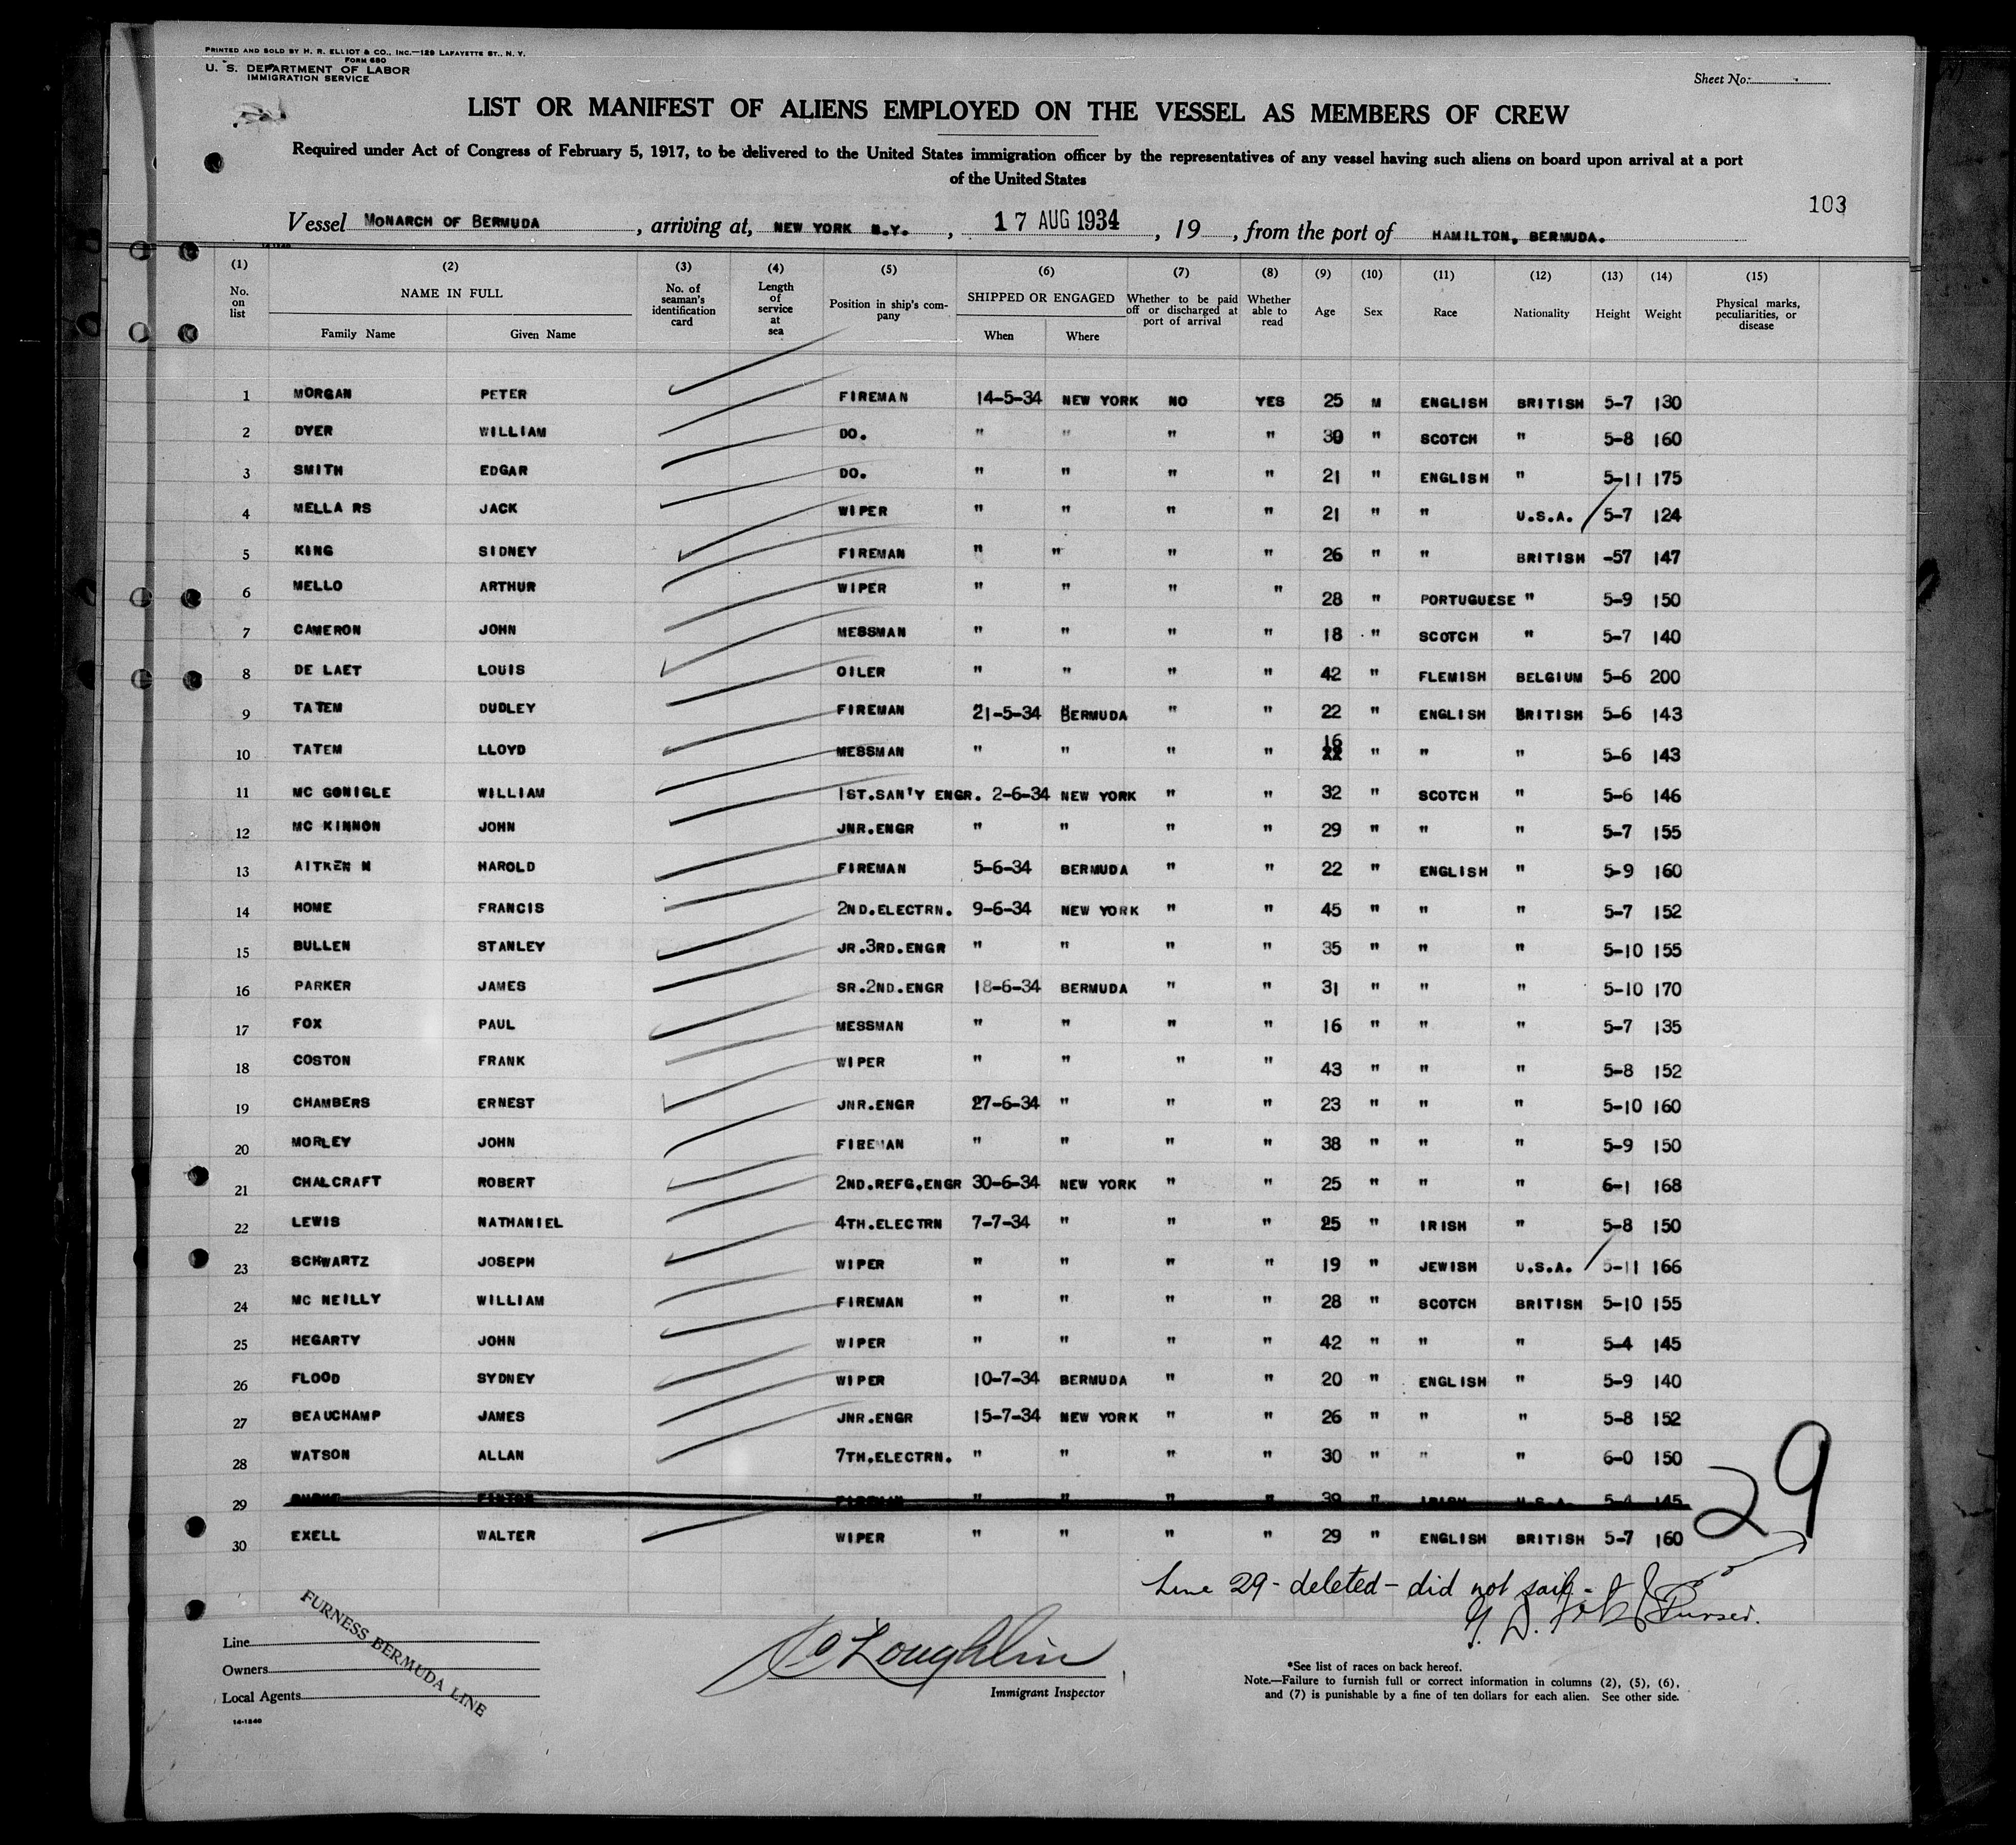 PRINTED AND SOLD BY H. R. ELLIOT & CO., INC.—129 LAFAYETTE ST., N. Y.
FORM 680
U. S. DEPARTMENT OF LABOR
IMMIGRATION SERVICE
Sheet No.
LIST OR MANIFEST OF ALIENS EMPLOYED ON THE VESSEL AS MEMBERS OF CREW
Required under Act of Congress of February 5, 1917, to be delivered to the United States immigration officer by the representatives of any vessel having such aliens on board upon arrival at a port
of the United States
103
Vessel MONARCH OF BERMUDA, arriving at, NEW YORK N.Y., 17 AUG 1934, 19, from the port of HAMILTON, BERMUDA.
14-1240
(1) (2) (3) (4) (5) (6) (7) (8) (9) (10) (11) (12) (13) (14) (15)
No. on list NAME IN FULL Family Name Given Name No. of seaman's identification card Length of service at sea Position in ship's company SHIPPED OR ENGAGED When Where Whether to be paid off or discharged at port of arrival Whether able to read Age Sex Race Nationality Height Weight Physical marks, peculiarities, or disease
1 MORGAN PETER FIREMAN 14-5-34 NEW YORK NO YES 25 M ENGLISH BRITISH 5-7 130
2 DYER WILLIAM DO. " " " " 30 " SCOTCH " 5-8 160
3 SMITH EDGAR DO. " " " " 21 " ENGLISH " 5-11 175
4 MELLA RS JACK WIPER " " " " 21 " " U.S.A. 5-7 124
5 KING SIDNEY FIREMAN " " " " 26 " " BRITISH -57 147
6 MELLO ARTHUR WIPER " " " " 28 " PORTUGUESE " 5-9 150
7 CAMERON JOHN MESSMAN " " " " 18 " SCOTCH " 5-7 140
8 DE LAET LOUIS OILER " " " " 42 " FLEMISH BELGIUM 5-6 200
9 TATEM DUDLEY FIREMAN 21-5-34 BERMUDA " " 22 " ENGLISH BRITISH 5-6 143
10 TATEM LLOYD MESSMAN " " " " 16 22 " " " 5-6 143
11 MC GONIGLE WILLIAM 1ST.SAN'Y ENGR. 2-6-34 NEW YORK " " 32 " SCOTCH " 5-6 146
12 MC KINNON JOHN JNR.ENGR " " " " 29 " " " 5-7 155
13 AITKEN N HAROLD FIREMAN 5-6-34 BERMUDA " " 22 " ENGLISH " 5-9 160
14 HOME FRANCIS 2ND.ELECTRN. 9-6-34 NEW YORK " " 45 " " " 5-7 152
15 BULLEN STANLEY JR.3RD.ENGR " " " " 35 " " " 5-10 155
16 PARKER JAMES SR.2ND.ENGR 18-6-34 BERMUDA " " 31 " " " 5-10 170
17 FOX PAUL MESSMAN " " " " 16 " " " 5-7 135
18 COSTON FRANK WIPER " " " " 43 " " " 5-8 152
19 CHAMBERS ERNEST JNR.ENGR 27-6-34 " " " 23 " " " 5-10 160
20 MORLEY JOHN FIREMAN " " " " 38 " " " 5-9 150
21 CHALCRAFT ROBERT 2ND.REFG.ENGR 30-6-34 NEW YORK " " 25 " " " 6-1 168
22 LEWIS NATHANIEL 4TH.ELECTRN 7-7-34 " " " 25 " IRISH " 5-8 150
23 SCHWARTZ JOSEPH WIPER " " " " 19 " JEWISH U.S.A. 5-11 166
24 MC NEILLY WILLIAM FIREMAN " " " " 28 " SCOTCH BRITISH 5-10 155
25 HEGARTY JOHN WIPER " " " " 42 " " " 5-4 145
26 FLOOD SYDNEY WIPER 10-7-34 BERMUDA " " 20 " ENGLISH " 5-9 140
27 BEAUCHAMP JAMES JNR.ENGR 15-7-34 NEW YORK " " 26 " " " 5-8 152
28 WATSON ALLAN 7TH.ELECTRN. " " " " 30 " " " 6-0 150
29 FIREMAN " " " " 39 " IRISH U.S.A. 5-4 145
30 EXELL WALTER WIPER " " " " 29 " ENGLISH BRITISH 5-7 160
29
Line 29 - deleted - did not sail -
Purser.
Line
Owners
Local Agents
FURNESS BERMUDA LINE
14-1240
Loughlin
Immigrant Inspector
*See list of races on back hereof.
Note.—Failure to furnish full or correct information in columns (2), (5), (6),
and (7) is punishable by a fine of ten dollars for each alien. See other side.